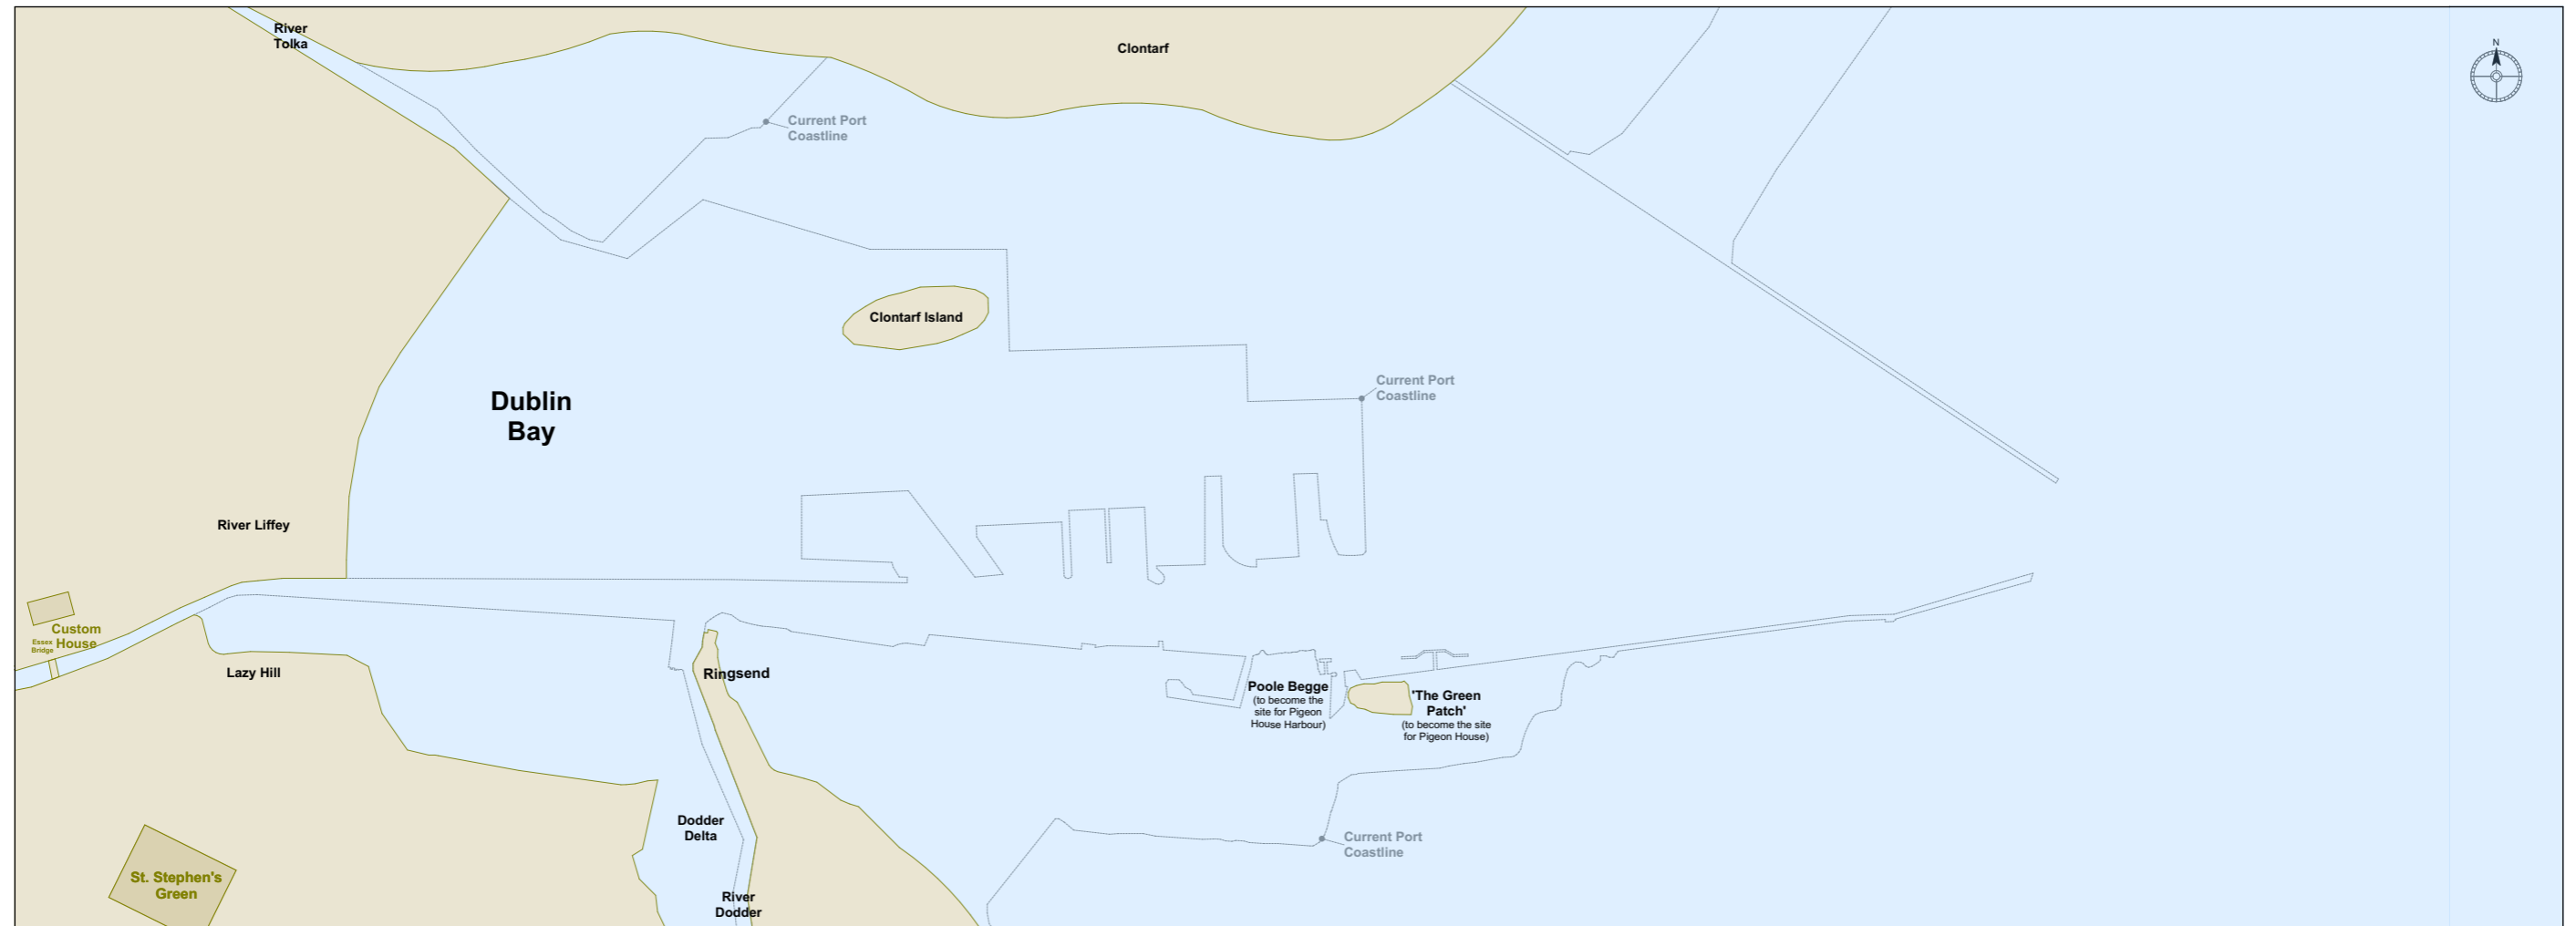 River
Tolka
Clontarf
N
Current Port
Coastline
Clontarf Island
Dublin
Bay
Current Port
Coastline
River Liffey
Custom
House
Essex
Bridge
Lazy Hill
Ringsend
Poole Begge
(to become the
site for Pigeon
House Harbour)
'The Green
Patch'
(to become the site
for Pigeon House)
Dodder
Delta
Current Port
Coastline
St. Stephen's
Green
River
Dodder